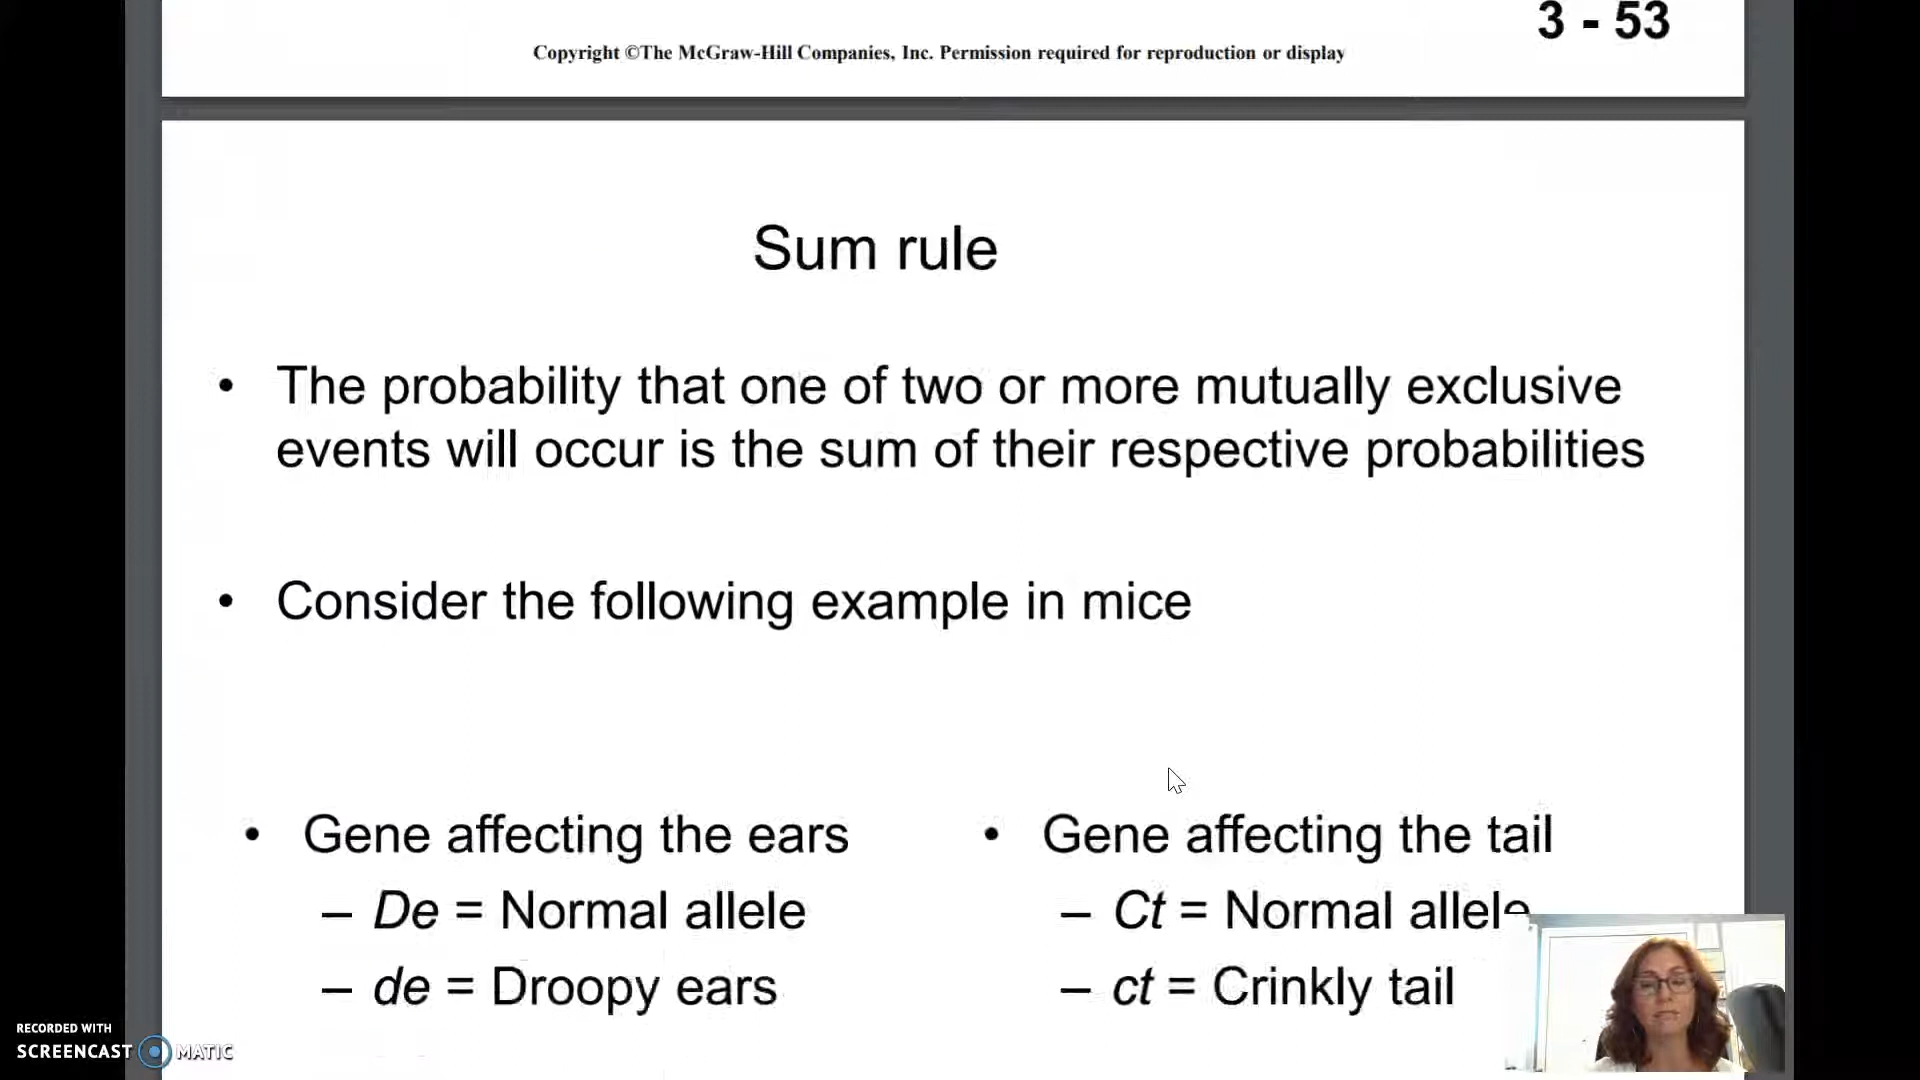 3 - 53
Copyright ©The McGraw-Hill Companies, Inc. Permission required for reproduction or display
Sum rule
• The probability that one of two or more mutually exclusive
events will occur is the sum of their respective probabilities
• Consider the following example in mice
• Gene affecting the ears
– De = Normal allele
– de = Droopy ears
• Gene affecting the tail
– Ct = Normal allele
– ct = Crinkly tail
RECORDED WITH
SCREENCAST MATIC